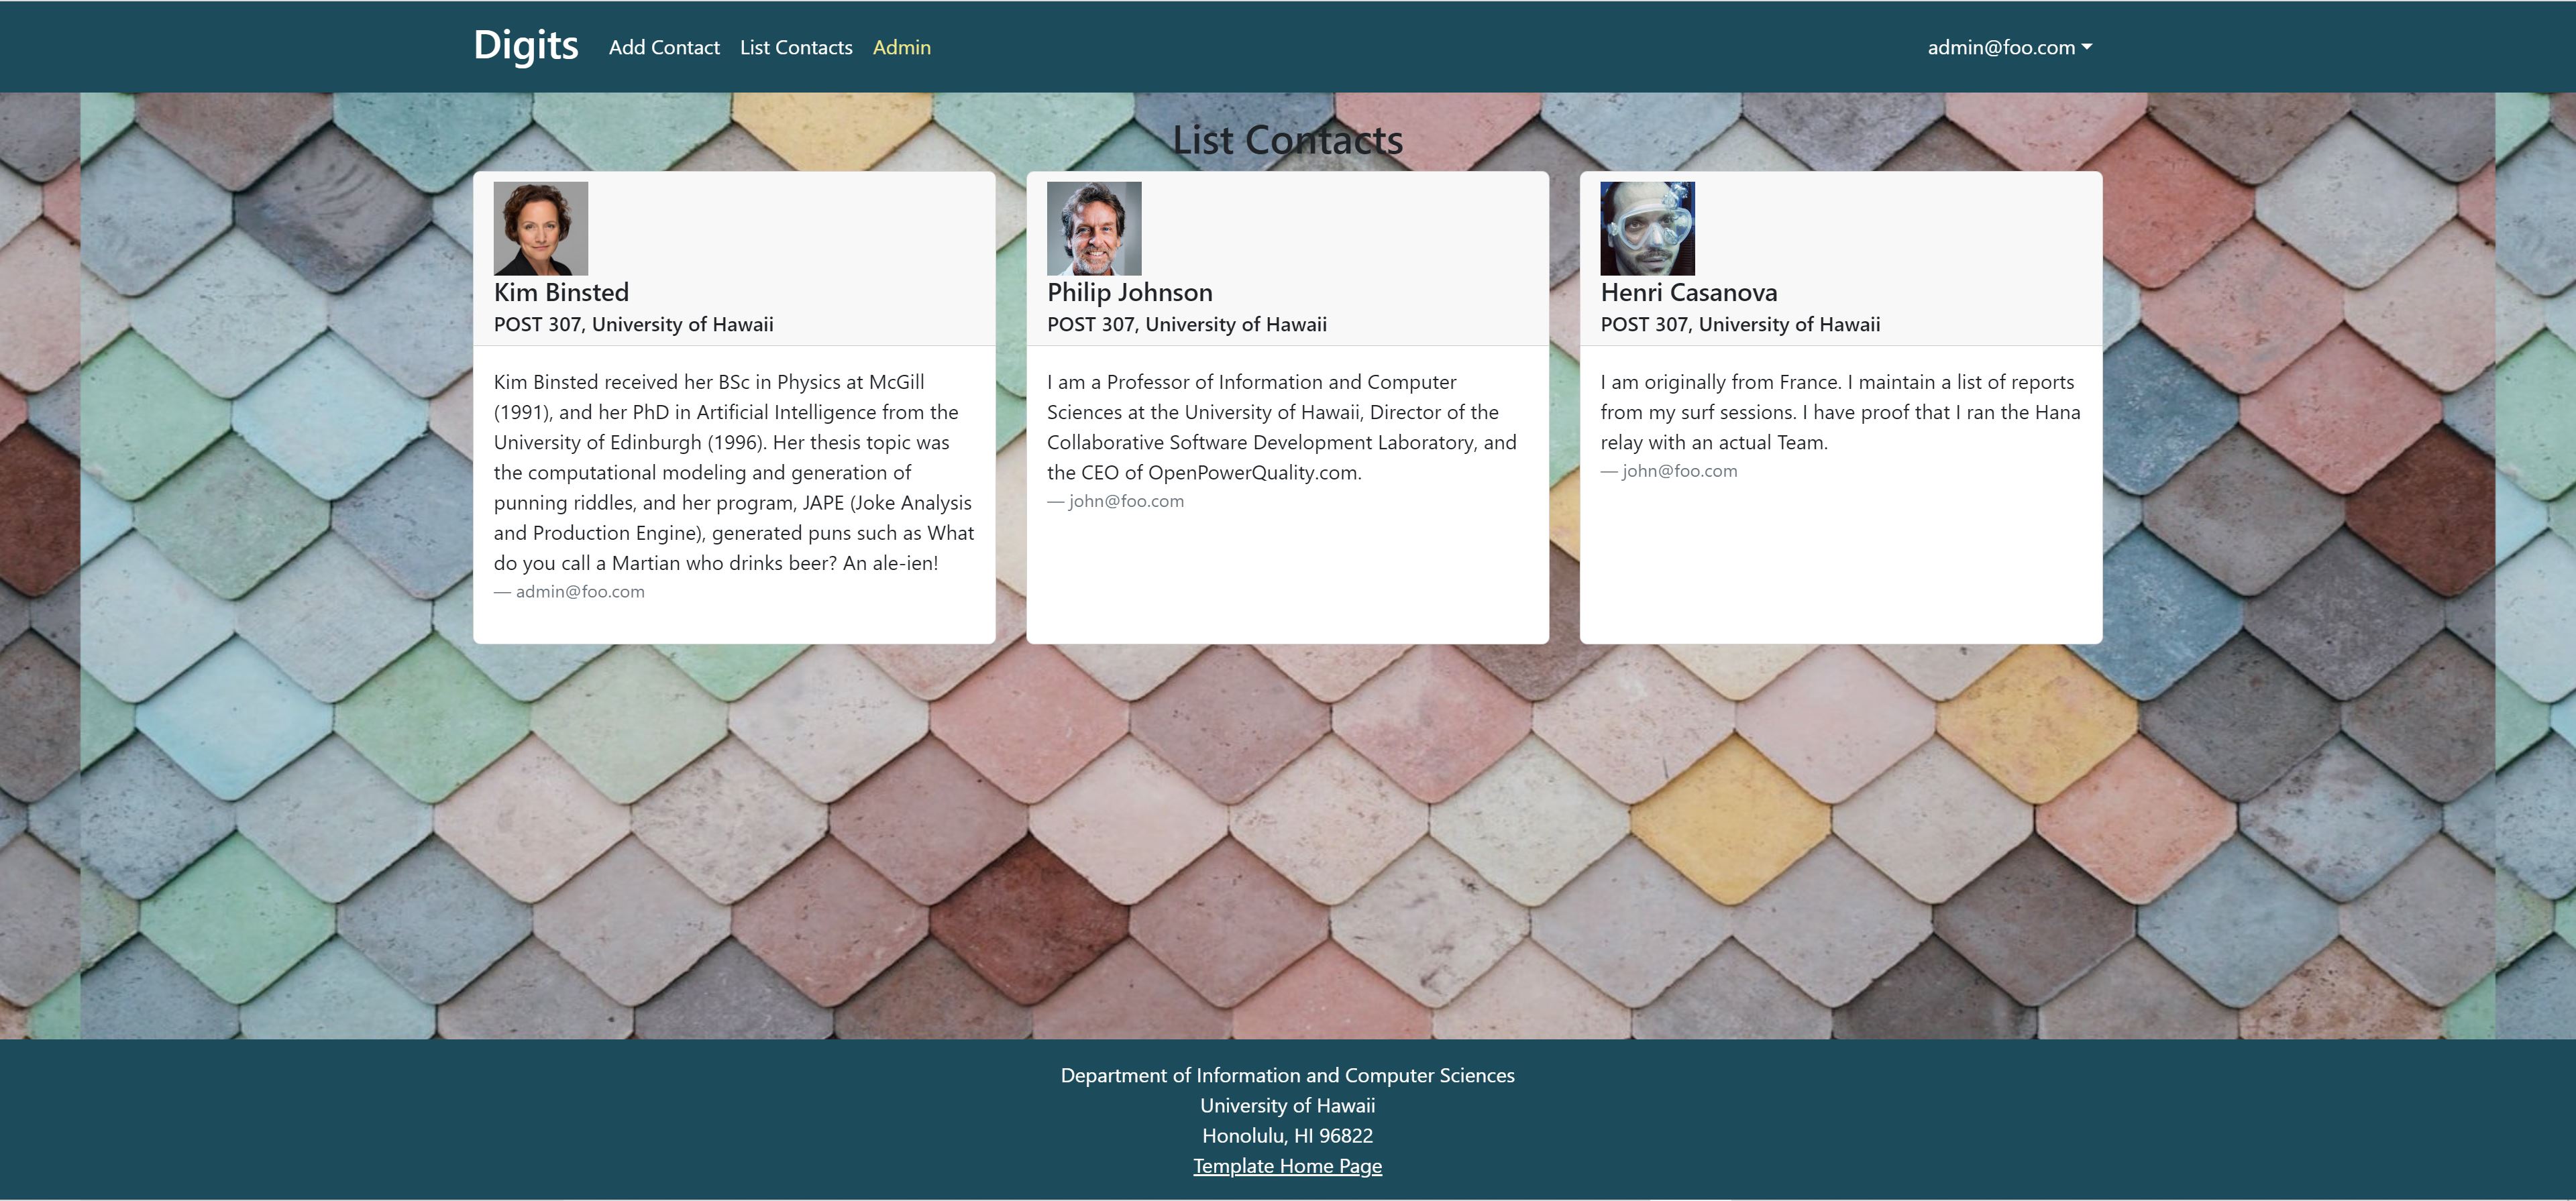 Digits Add Contact List Contacts Admin admin@foo.com
List Contacts
Kim Binsted
POST 307, University of Hawaii
Kim Binsted received her BSc in Physics at McGill
(1991), and her PhD in Artificial Intelligence from the
University of Edinburgh (1996). Her thesis topic was
the computational modeling and generation of
punning riddles, and her program, JAPE (Joke Analysis
and Production Engine), generated puns such as What
do you call a Martian who drinks beer? An ale-ien!
— admin@foo.com
Philip Johnson
POST 307, University of Hawaii
I am a Professor of Information and Computer
Sciences at the University of Hawaii, Director of the
Collaborative Software Development Laboratory, and
the CEO of OpenPowerQuality.com.
— john@foo.com
Henri Casanova
POST 307, University of Hawaii
I am originally from France. I maintain a list of reports
from my surf sessions. I have proof that I ran the Hana
relay with an actual Team.
— john@foo.com
Department of Information and Computer Sciences
University of Hawaii
Honolulu, HI 96822
Template Home Page